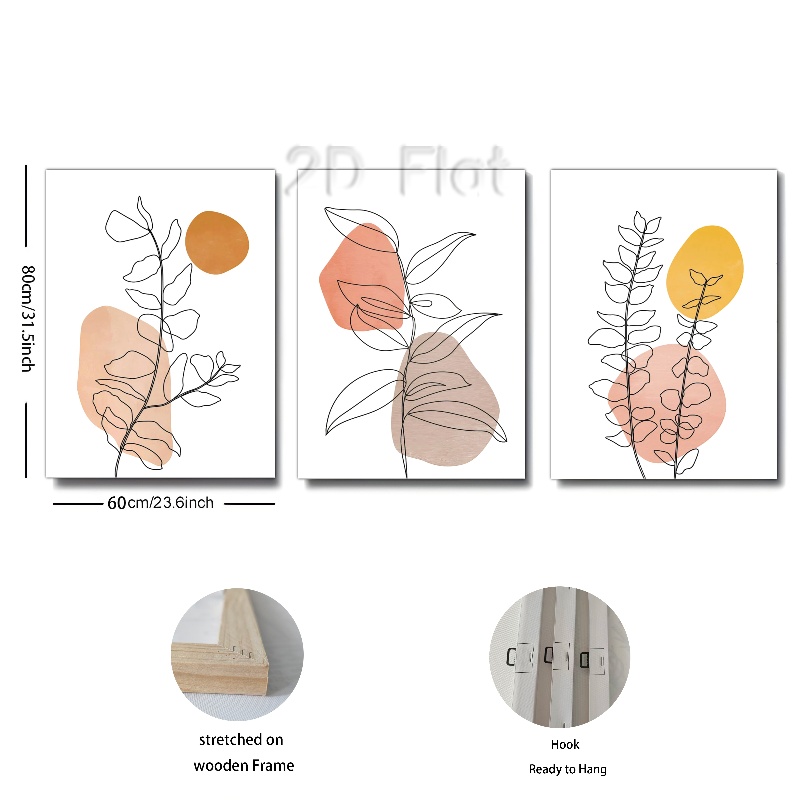 2D Flat
80cm/31.5inch
60cm/23.6inch
stretched on
wooden Frame
Hook
Ready to Hang